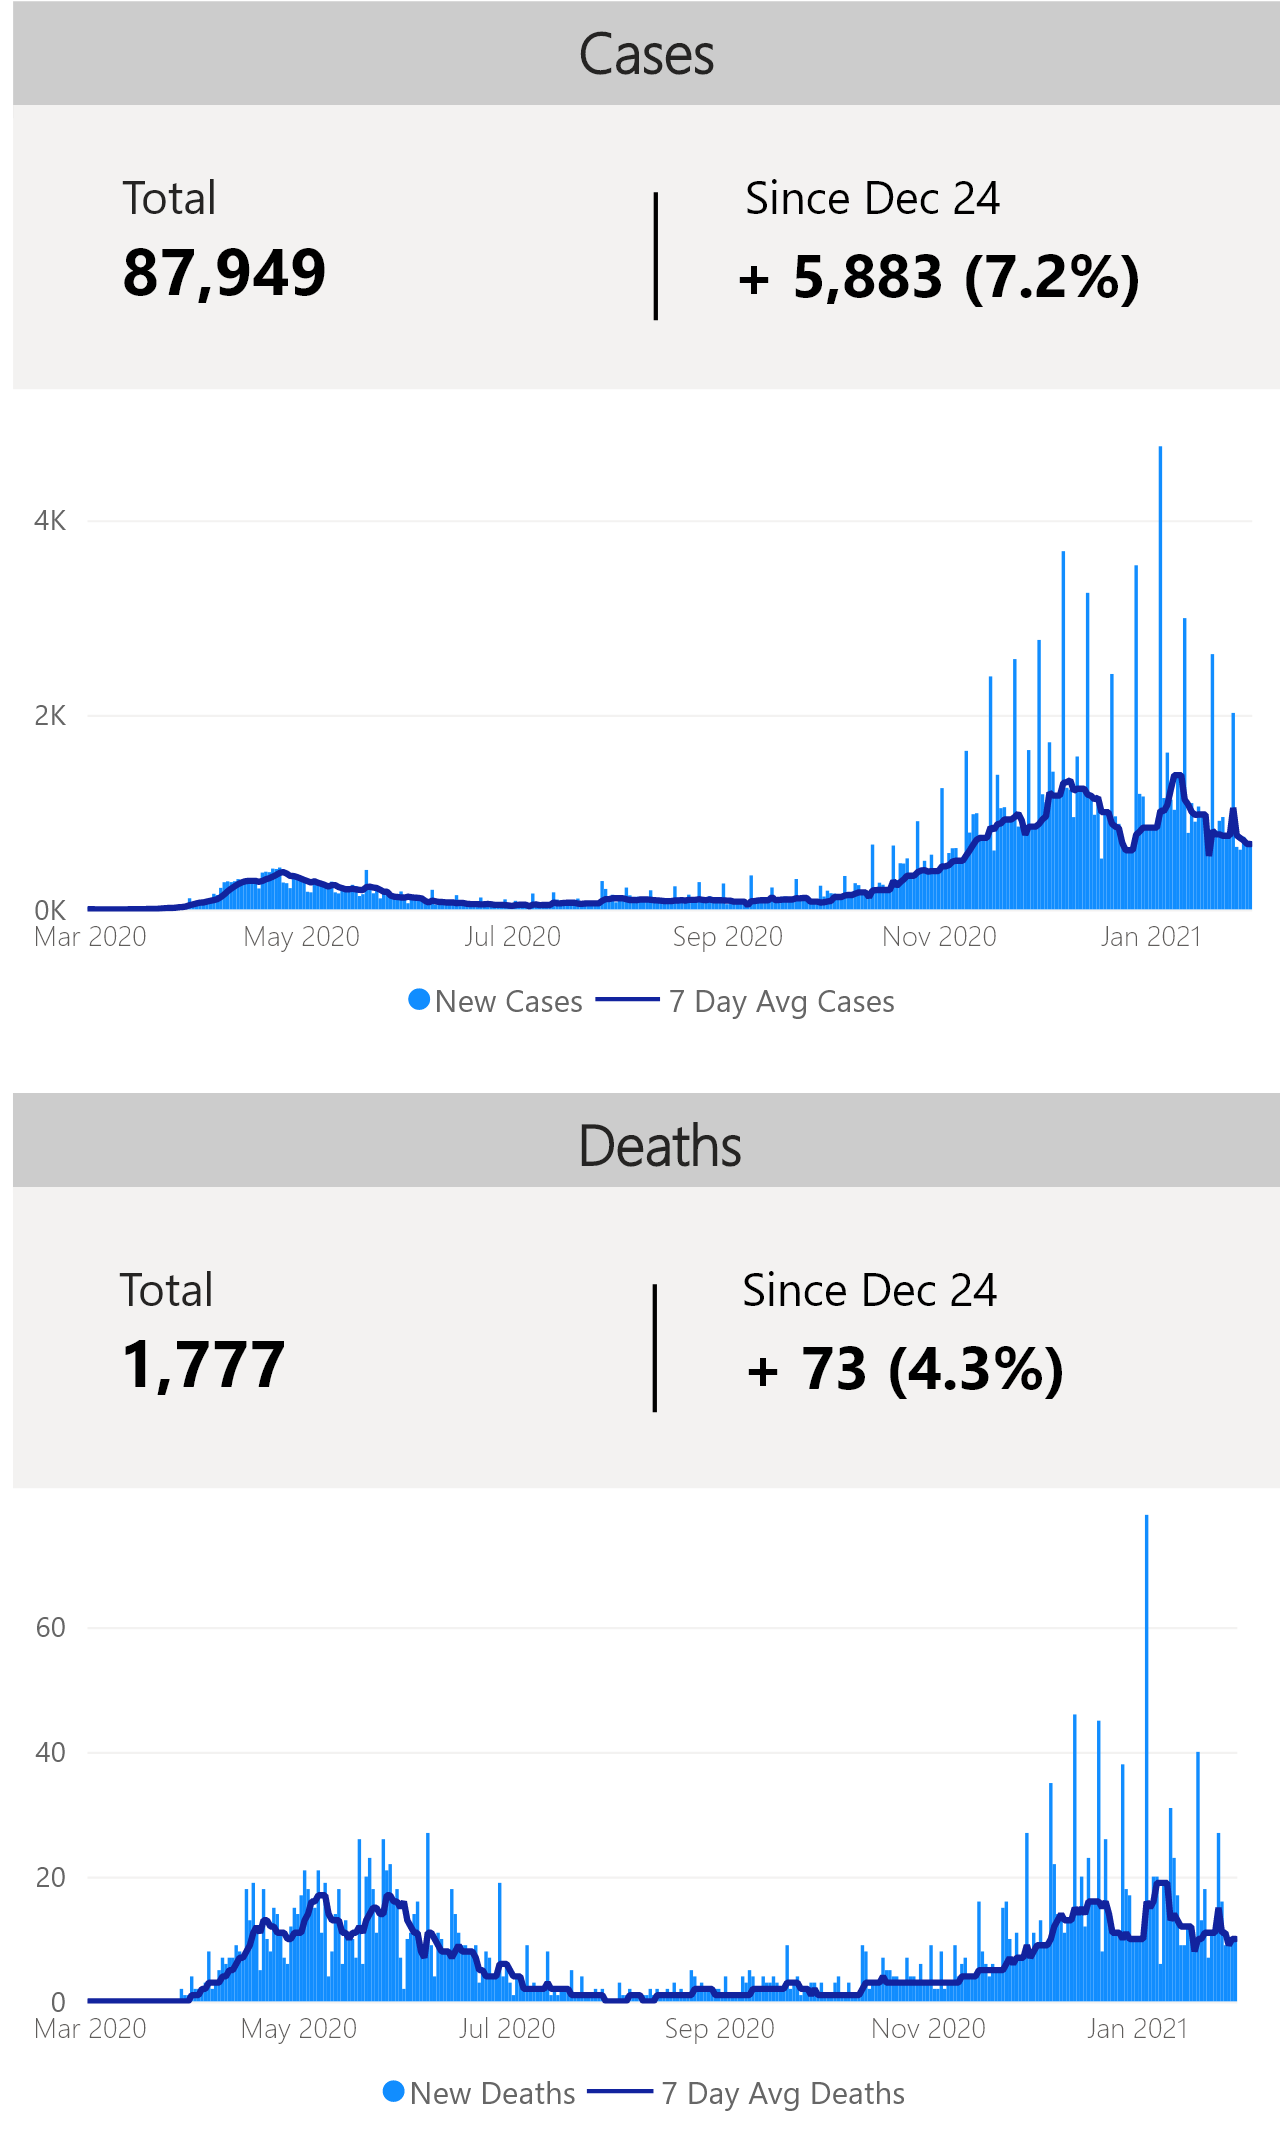 Cases
Total
Since Dec 24
87,949
+ 5,883 (7.2%)
4K
2K
0K
Mar 2020
May 2020
Jul 2020
Sep 2020
Nov 2020
Jan 2021
New Cases
7 Day Avg Cases
Deaths
Total
Since Dec 24
1,777
+ 73 (4.3%)
60
40
20
0
Mar 2020
May 2020
Jul 2020
Sep 2020
Nov 2020
Jan 2021
New Deaths
7 Day Avg Deaths